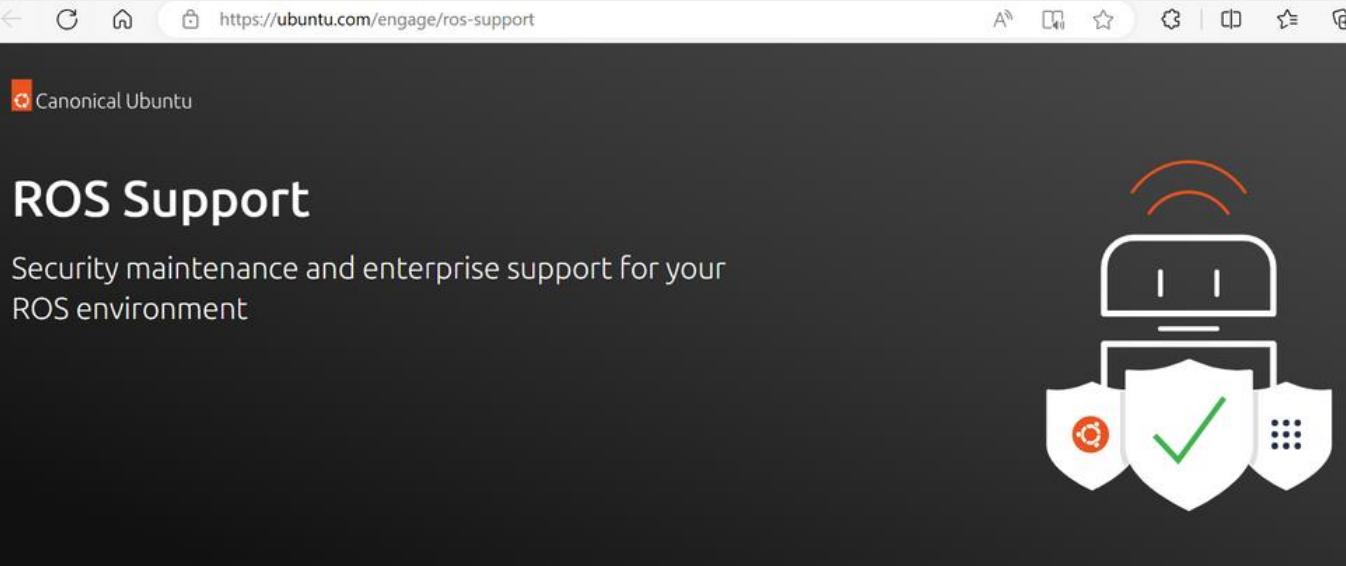 https://ubuntu.com/engage/ros-support
Canonical Ubuntu
ROS Support
Security maintenance and enterprise support for your
ROS environment